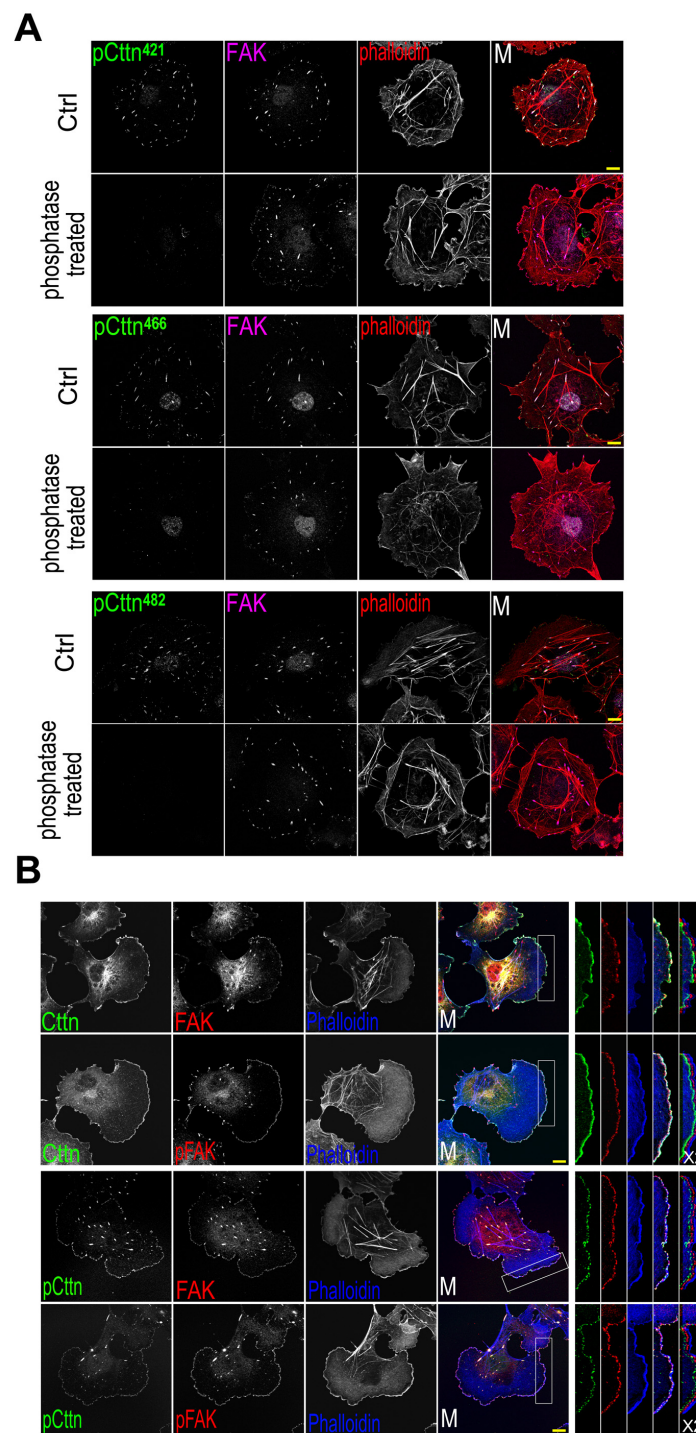 A
pCttn421 FAK phalloidin M
Ctrl
phosphatase
treated
pCttn466 FAK phalloidin M
Ctrl
phosphatase
treated
pCttn482 FAK phalloidin M
Ctrl
phosphatase
treated
B
Cttn FAK Phalloidin M
Cttn pFAK Phalloidin M
pCttn FAK Phalloidin M
pCttn pFAK Phalloidin M